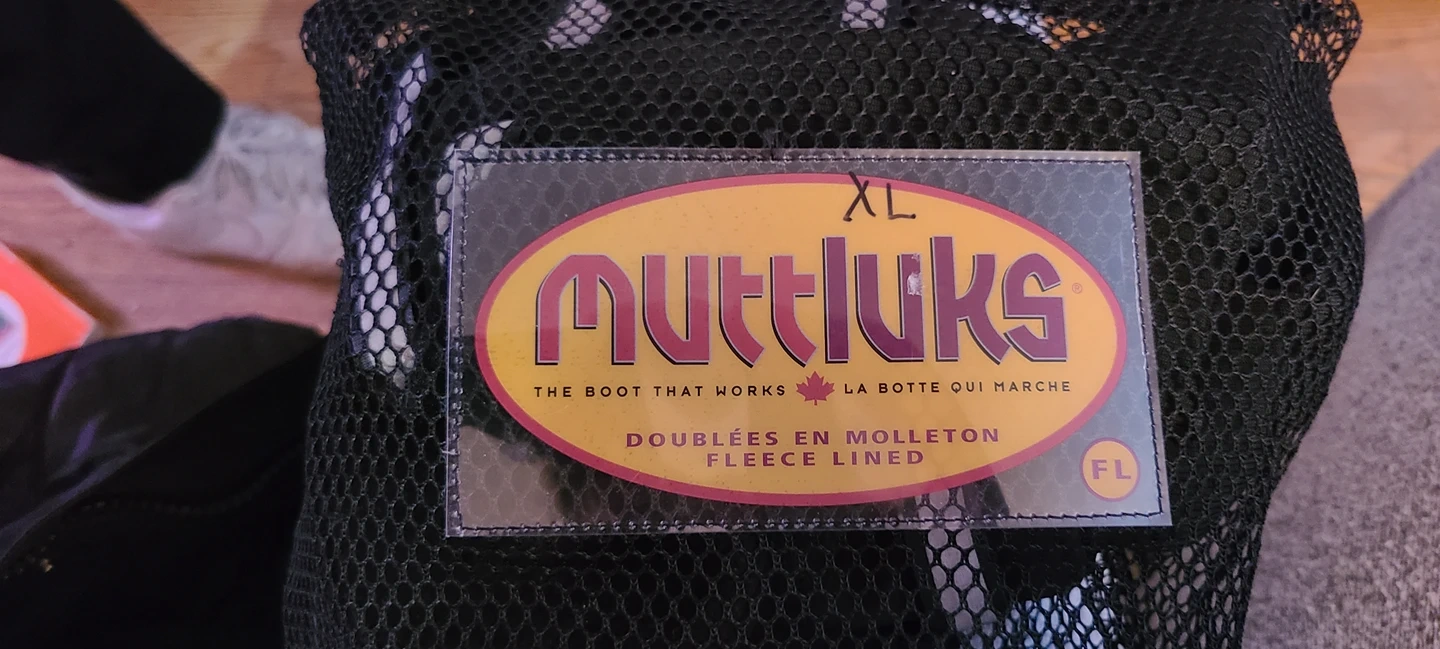 XL
muttluks®
THE BOOT THAT WORKS LA BOTTE QUI MARCHE
DOUBLÉES EN MOLLETON
FLEECE LINED
FL